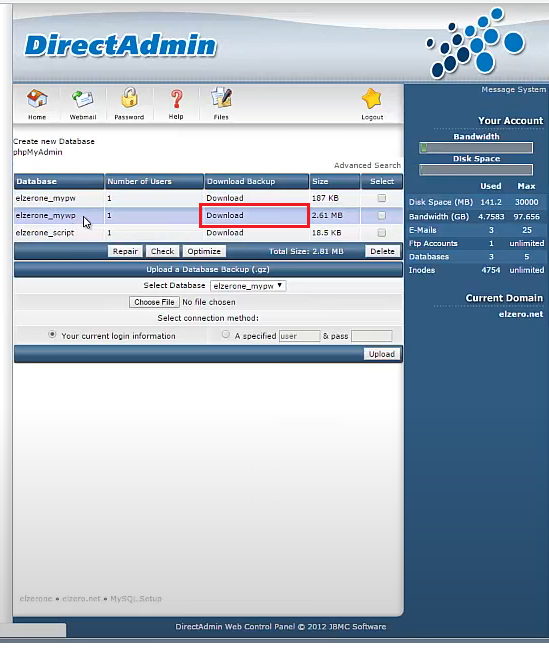 DirectAdmin
Home Webmail Password Help Files Logout
Create new Database
phpMyAdmin
Advanced Search
Database Number of Users Download Backup Size Select
elzerone_mypw 1 Download 187 KB
elzerone_mywp 1 Download 2.61 MB
elzerone_script 1 Download 18.5 KB
Repair Check Optimize Total Size: 2.81 MB Delete
Upload a Database Backup (.gz)
Select Database elzerone_mypw
Choose File No file chosen
Select connection method:
Your current login information A specified user & pass
Upload
elzerone • elzero.net • MySQL Setup
Message System
Your Account
Bandwidth
Disk Space
Used Max
Disk Space (MB) 141.2 30000
Bandwidth (GB) 4.7583 97.656
E-Mails 3 25
Ftp Accounts 1 unlimited
Databases 3 5
Inodes 4754 unlimited
Current Domain
elzero.net
DirectAdmin Web Control Panel © 2012 JBMC Software